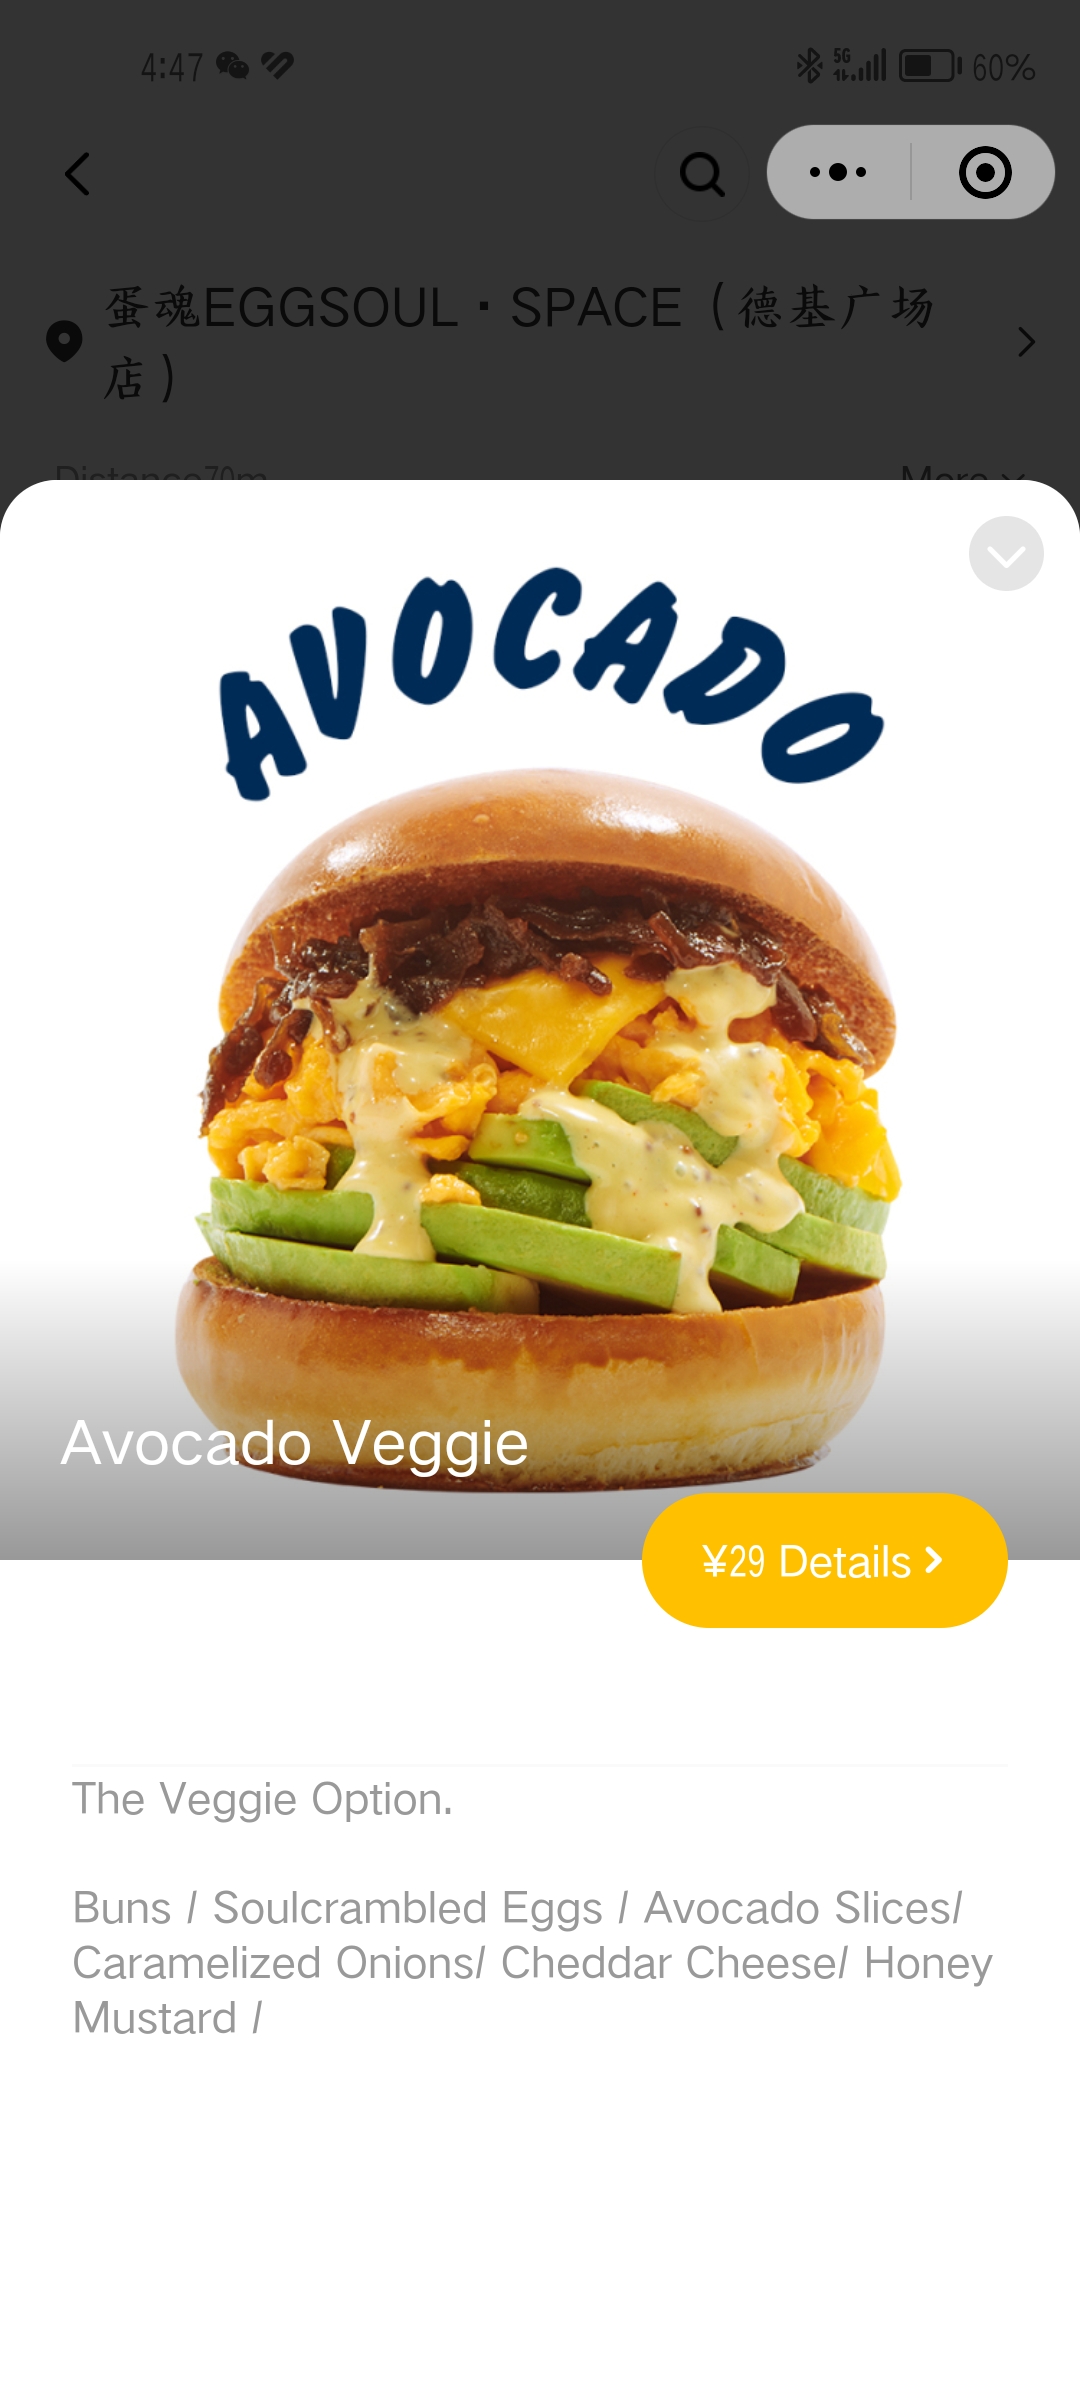 4:47 5G 60%
蛋魂EGGSOUL · SPACE（德基广场
店）
Distance70m More
AVOCADO
Avocado Veggie
¥29 Details
The Veggie Option.
Buns / Soulcrambled Eggs / Avocado Slices/
Caramelized Onions/ Cheddar Cheese/ Honey
Mustard /